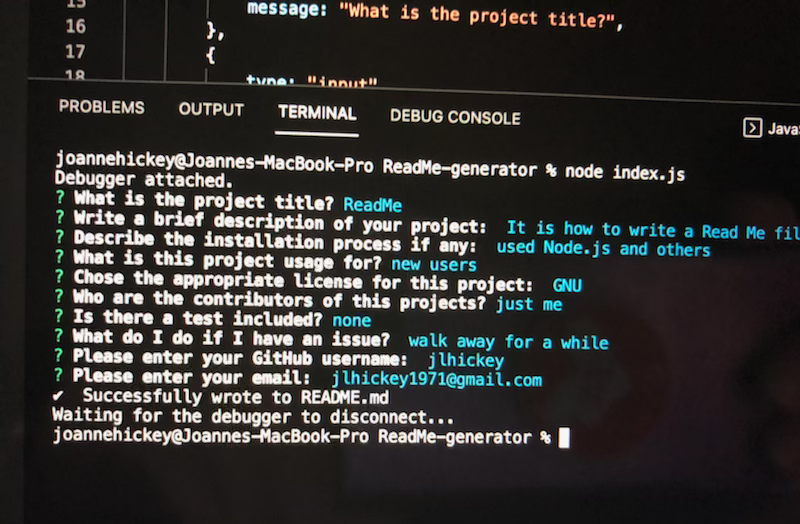 15 message: "What is the project title?",
16 },
17 {
18 type: "input"
PROBLEMS OUTPUT TERMINAL DEBUG CONSOLE
joannehickey@Joannes-MacBook-Pro ReadMe-generator % node index.js
Debugger attached.
? What is the project title? ReadMe
? Write a brief description of your project: It is how to write a Read Me fil
? Describe the installation process if any: used Node.js and others
? What is this project usage for? new users
? Chose the appropriate license for this project: GNU
? Who are the contributors of this projects? just me
? Is there a test included? none
? What do I do if I have an issue? walk away for a while
? Please enter your GitHub username: jlhickey
? Please enter your email: jlhickey1971@gmail.com
✔ Successfully wrote to README.md
Waiting for the debugger to disconnect...
joannehickey@Joannes-MacBook-Pro ReadMe-generator %